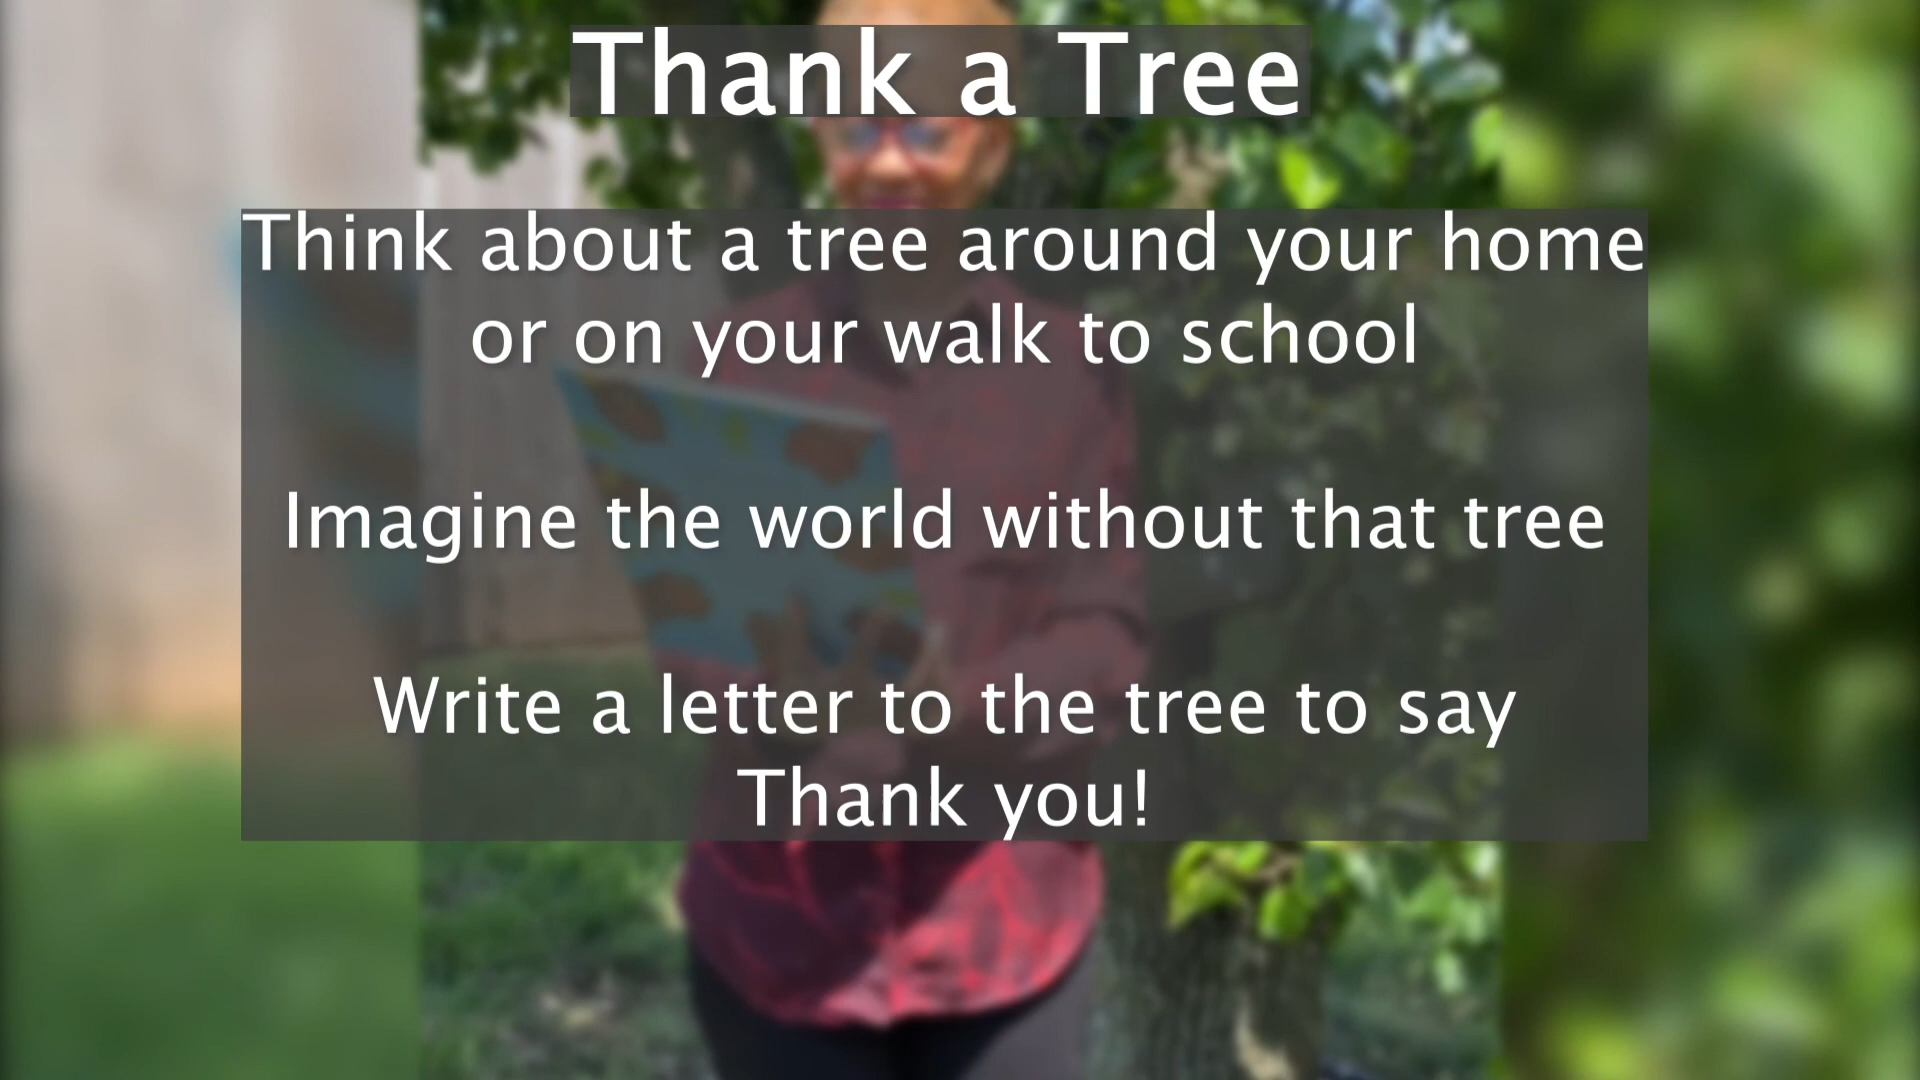 Thank a Tree
Think about a tree around your home
or on your walk to school
Imagine the world without that tree
Write a letter to the tree to say
Thank you!